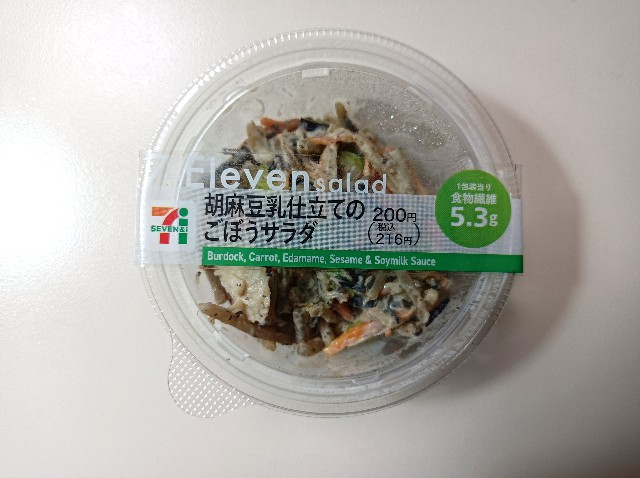 Eleven salad
胡麻豆乳仕立ての
ごぼうサラダ
200円
(税込216円)
1包装当り
食物繊維
5.3g
7
SEVEN&i
Burdock, Carrot, Edamame, Sesame & Soymilk Sauce